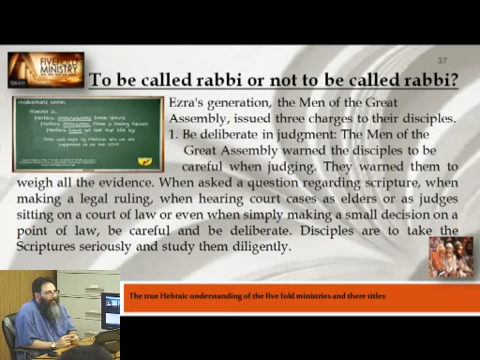 37
FIVEFOLD
MINISTRY
To be called rabbi or not to be called rabbi?
Ezra's generation, the Men of the Great
Assembly, issued three charges to their disciples.
1. Be deliberate in judgment: The Men of the
Great Assembly warned the disciples to be
careful when judging. They warned them to
weigh all the evidence. When asked a question regarding scripture, when
making a legal ruling, when hearing court cases as elders or as judges
sitting on a court of law or even when simply making a small decision on a
point of law, be careful and be deliberate. Disciples are to take the
Scriptures seriously and study them diligently.
The true Hebraic understanding of the five fold ministries and there titles